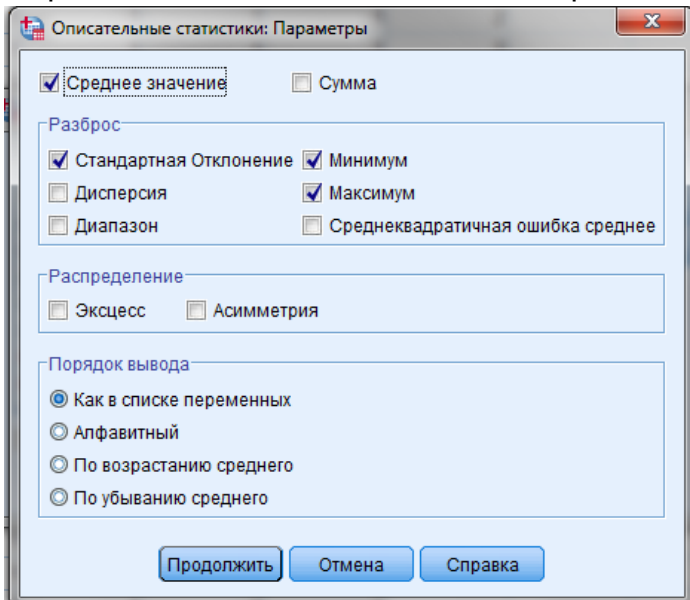 Описательные статистики: Параметры
Среднее значение Сумма
Разброс
Стандартная Отклонение Минимум
Дисперсия Максимум
Диапазон Среднеквадратичная ошибка среднее
Распределение
Эксцесс Асимметрия
Порядок вывода
Как в списке переменных
Алфавитный
По возрастанию среднего
По убыванию среднего
Продолжить Отмена Справка